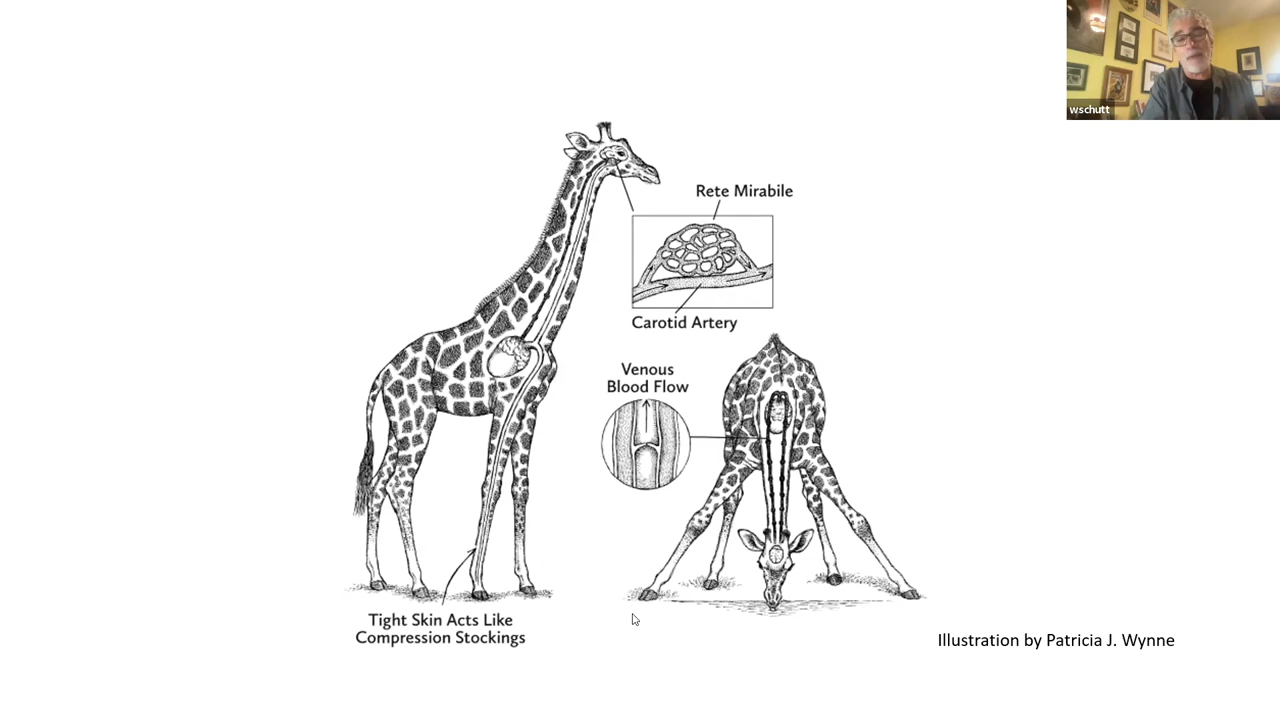 wschutt
Rete Mirabile
Carotid Artery
Venous
Blood Flow
Tight Skin Acts Like
Compression Stockings
Illustration by Patricia J. Wynne